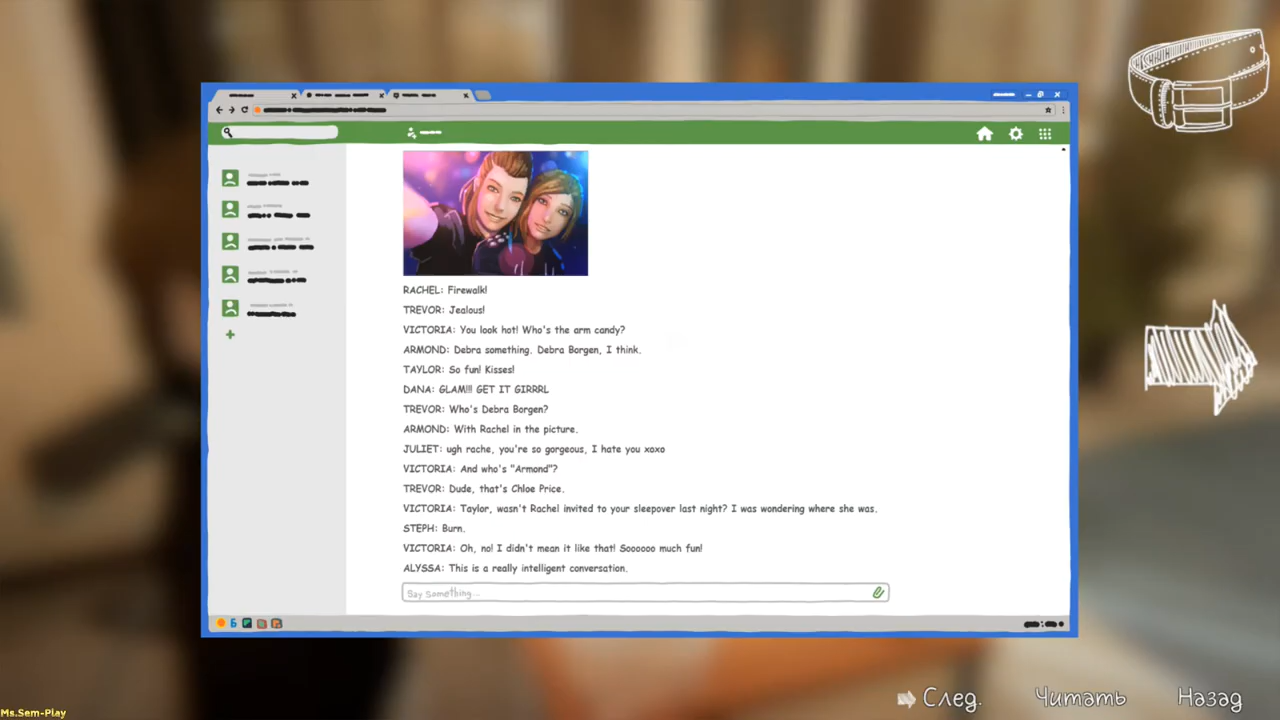 RACHEL: Firewalk!
TREVOR: Jealous!
VICTORIA: You look hot! Who's the arm candy?
ARMOND: Debra something. Debra Borgen, I think.
TAYLOR: So fun! Kisses!
DANA: GLAM!!! GET IT GIRRRL
TREVOR: Who's Debra Borgen?
ARMOND: With Rachel in the picture.
JULIET: ugh rache, you're so gorgeous, I hate you xoxo
VICTORIA: And who's "Armond"?
TREVOR: Dude, that's Chloe Price.
VICTORIA: Taylor, wasn't Rachel invited to your sleepover last night? I was wondering where she was.
STEPH: Burn.
VICTORIA: Oh, no! I didn't mean it like that! Soooooo much fun!
ALYSSA: This is a really intelligent conversation.
Say Something...
След. Читать Назад
Ms.Sem-Play